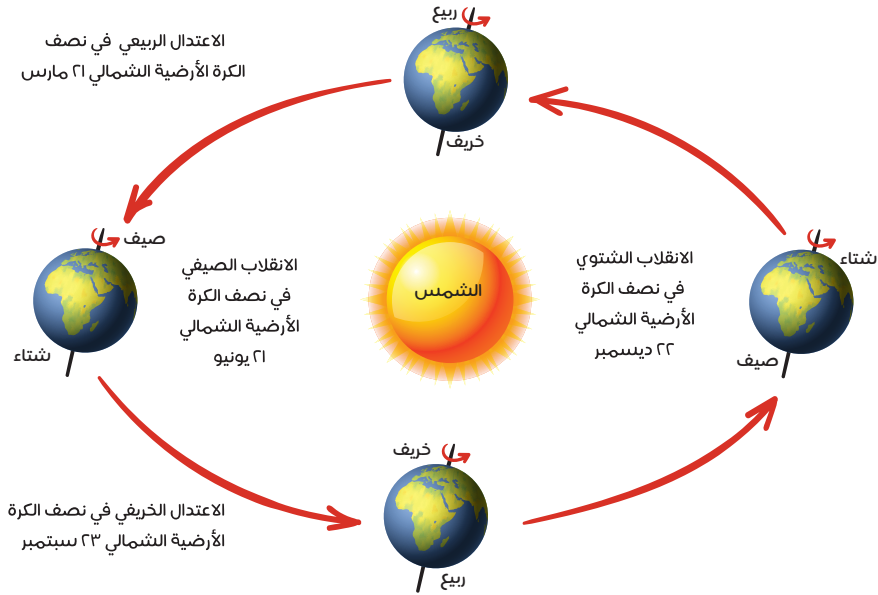 ربيع
الاعتدال الربيعي في نصف
الكرة الأرضية الشمالي ٢١ مارس
خريف
شتاء
صيف
الانقلاب الشتوي
في نصف الكرة
الأرضية الشمالي
٢٢ ديسمبر
الشمس
صيف
الانقلاب الصيفي
في نصف الكرة
الأرضية الشمالي
٢١ يونيو
شتاء
خريف
الاعتدال الخريفي في نصف الكرة
الأرضية الشمالي ٢٣ سبتمبر
ربيع